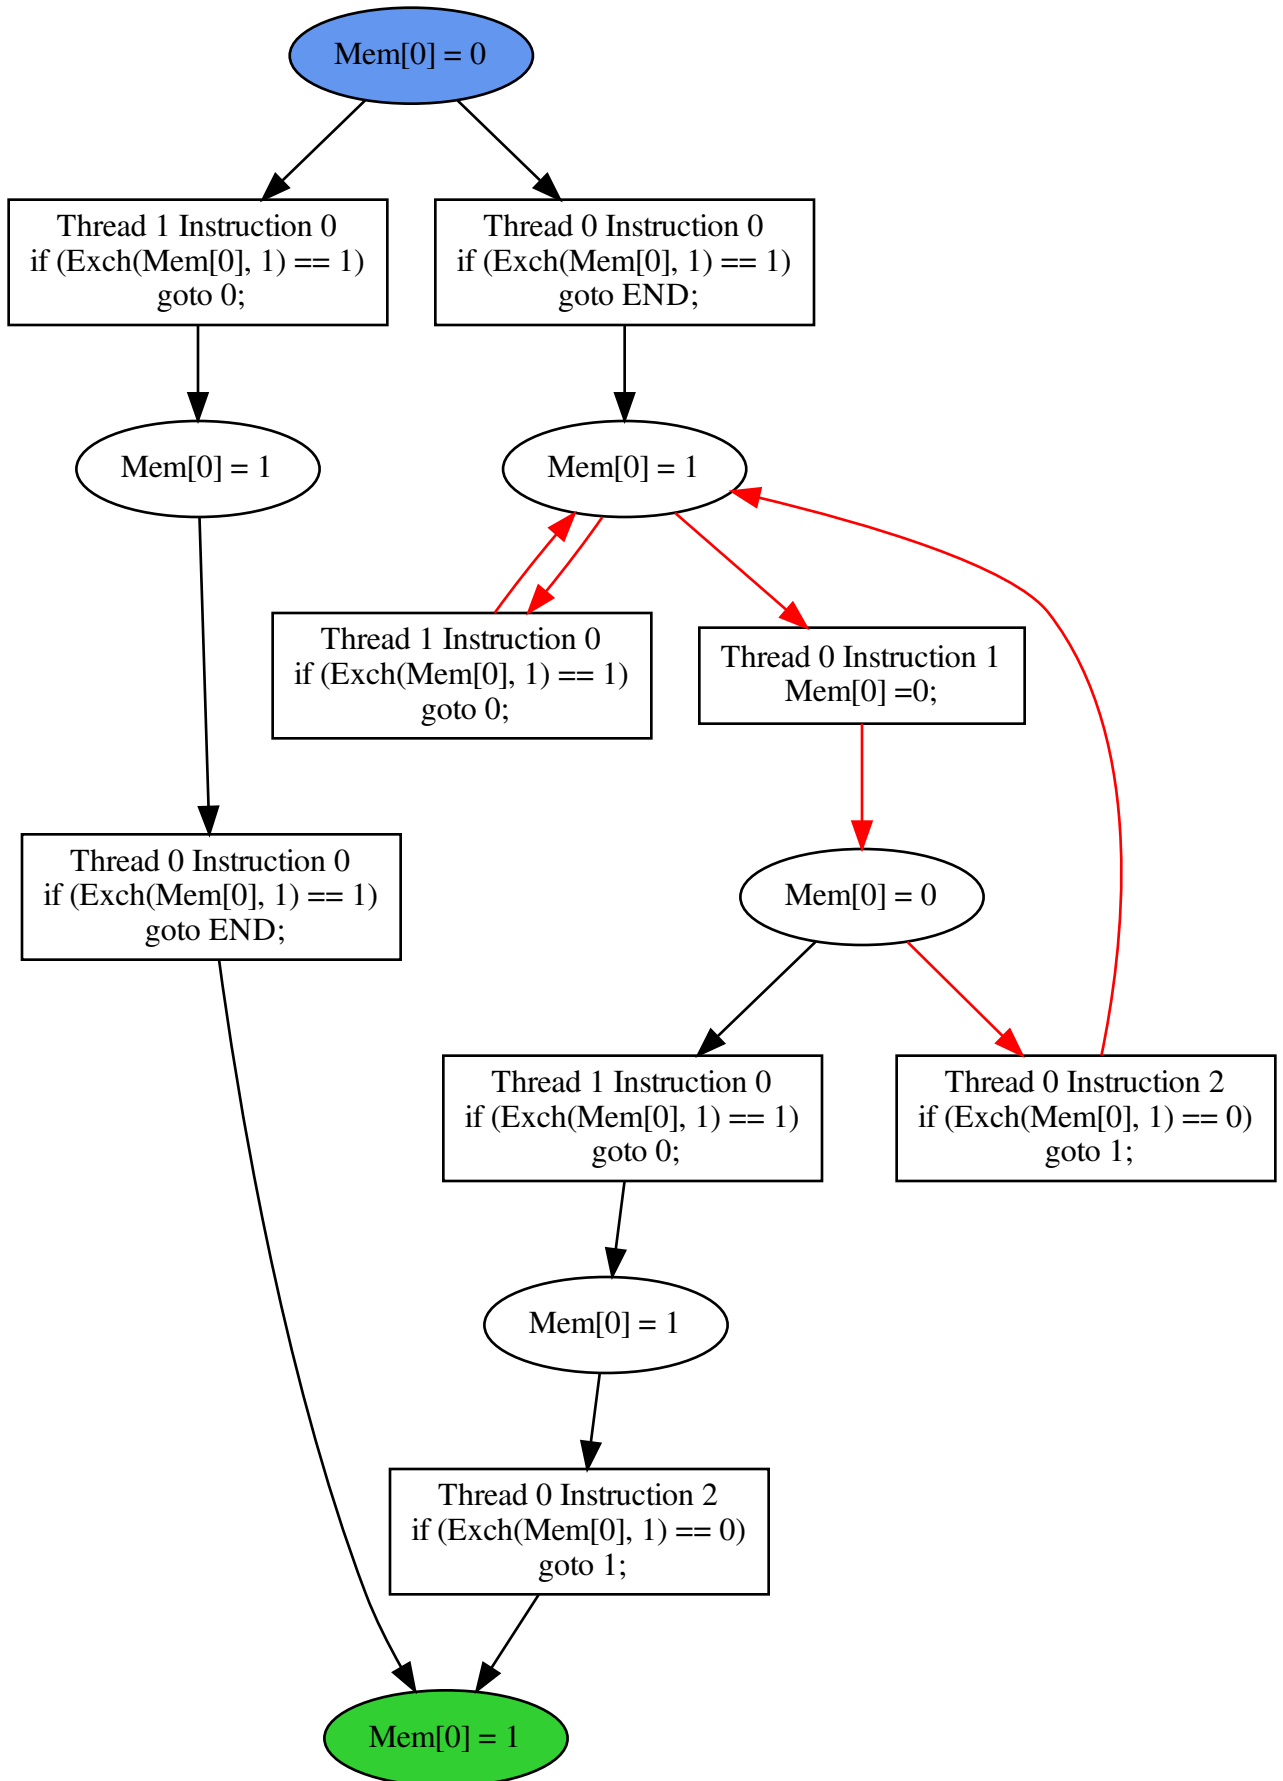 Mem[0] = 0
Thread 1 Instruction 0
if (Exch(Mem[0], 1) == 1)
goto 0;
Thread 0 Instruction 0
if (Exch(Mem[0], 1) == 1)
goto END;
Mem[0] = 1
Mem[0] = 1
Thread 1 Instruction 0
if (Exch(Mem[0], 1) == 1)
goto 0;
Thread 0 Instruction 1
Mem[0] =0;
Thread 0 Instruction 0
if (Exch(Mem[0], 1) == 1)
goto END;
Mem[0] = 0
Thread 1 Instruction 0
if (Exch(Mem[0], 1) == 1)
goto 0;
Thread 0 Instruction 2
if (Exch(Mem[0], 1) == 0)
goto 1;
Mem[0] = 1
Thread 0 Instruction 2
if (Exch(Mem[0], 1) == 0)
goto 1;
Mem[0] = 1